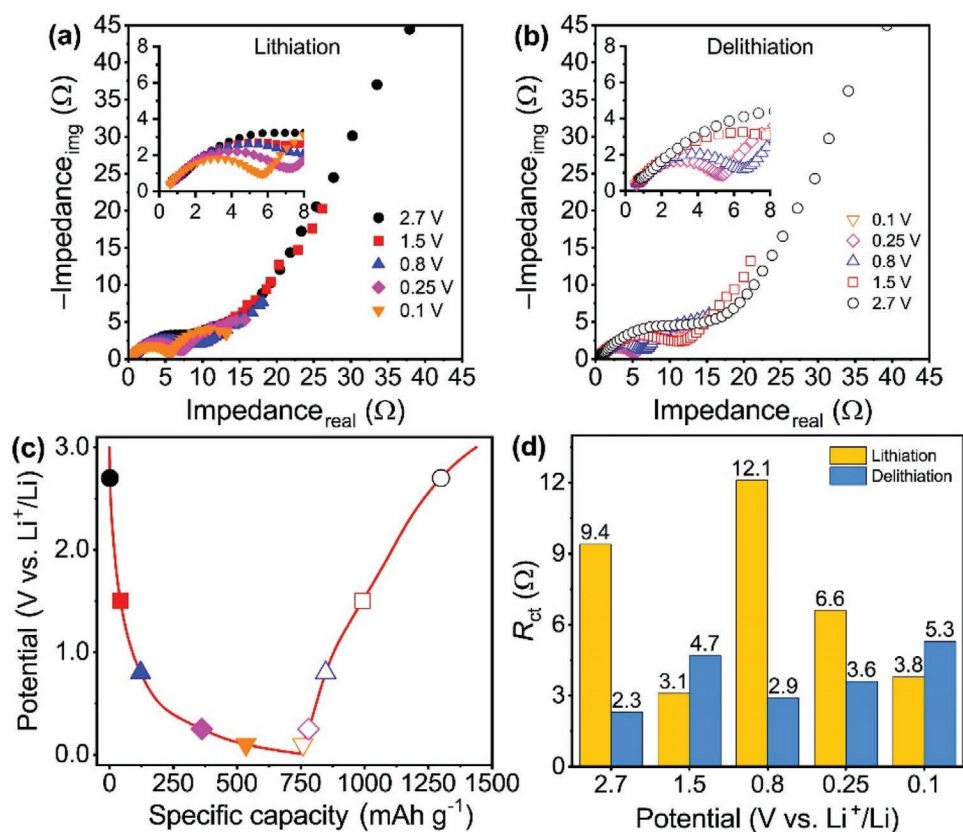 (a)
Lithiation
–Impedance_img (Ω)
45
40
35
30
25
20
15
10
5
0
8
6
4
2
0
0 2 4 6 8
2.7 V
1.5 V
0.8 V
0.25 V
0.1 V
0 5 10 15 20 25 30 35 40 45
Impedance_real (Ω)
(b)
Delithiation
–Impedance_img (Ω)
45
40
35
30
25
20
15
10
5
0
8
6
4
2
0
0 2 4 6 8
0.1 V
0.25 V
0.8 V
1.5 V
2.7 V
0 5 10 15 20 25 30 35 40 45
Impedance_real (Ω)
(c)
Potential (V vs. Li⁺/Li)
3.0
2.0
1.0
0.0
0 250 500 750 1000 1250 1500
Specific capacity (mAh g⁻¹)
(d)
R_ct (Ω)
12
9
6
3
0
Lithiation
Delithiation
9.4
2.3
3.1
4.7
12.1
2.9
6.6
3.6
3.8
5.3
2.7 1.5 0.8 0.25 0.1
Potential (V vs. Li⁺/Li)